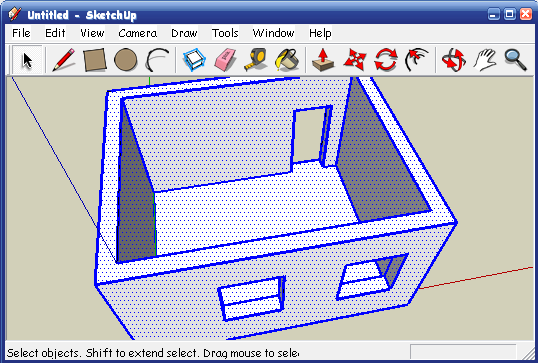 Untitled - SketchUp
File Edit View Camera Draw Tools Window Help
Select objects. Shift to extend select. Drag mouse to sele